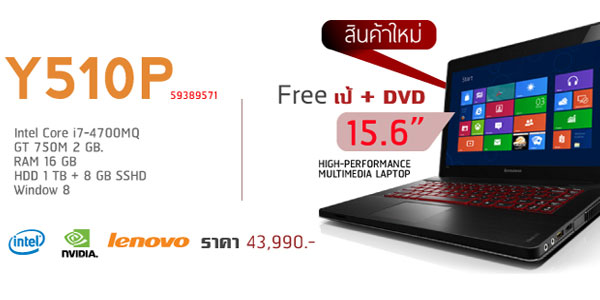 สินค้าใหม่
Y510P
59389571
Free เป้ + DVD
15.6”
HIGH-PERFORMANCE
MULTIMEDIA LAPTOP
Intel Core i7-4700MQ
GT 750M 2 GB.
RAM 16 GB
HDD 1 TB + 8 GB SSHD
Window 8
intel
NVIDIA.
lenovo
ราคา 43,990.-
Start
lenovo